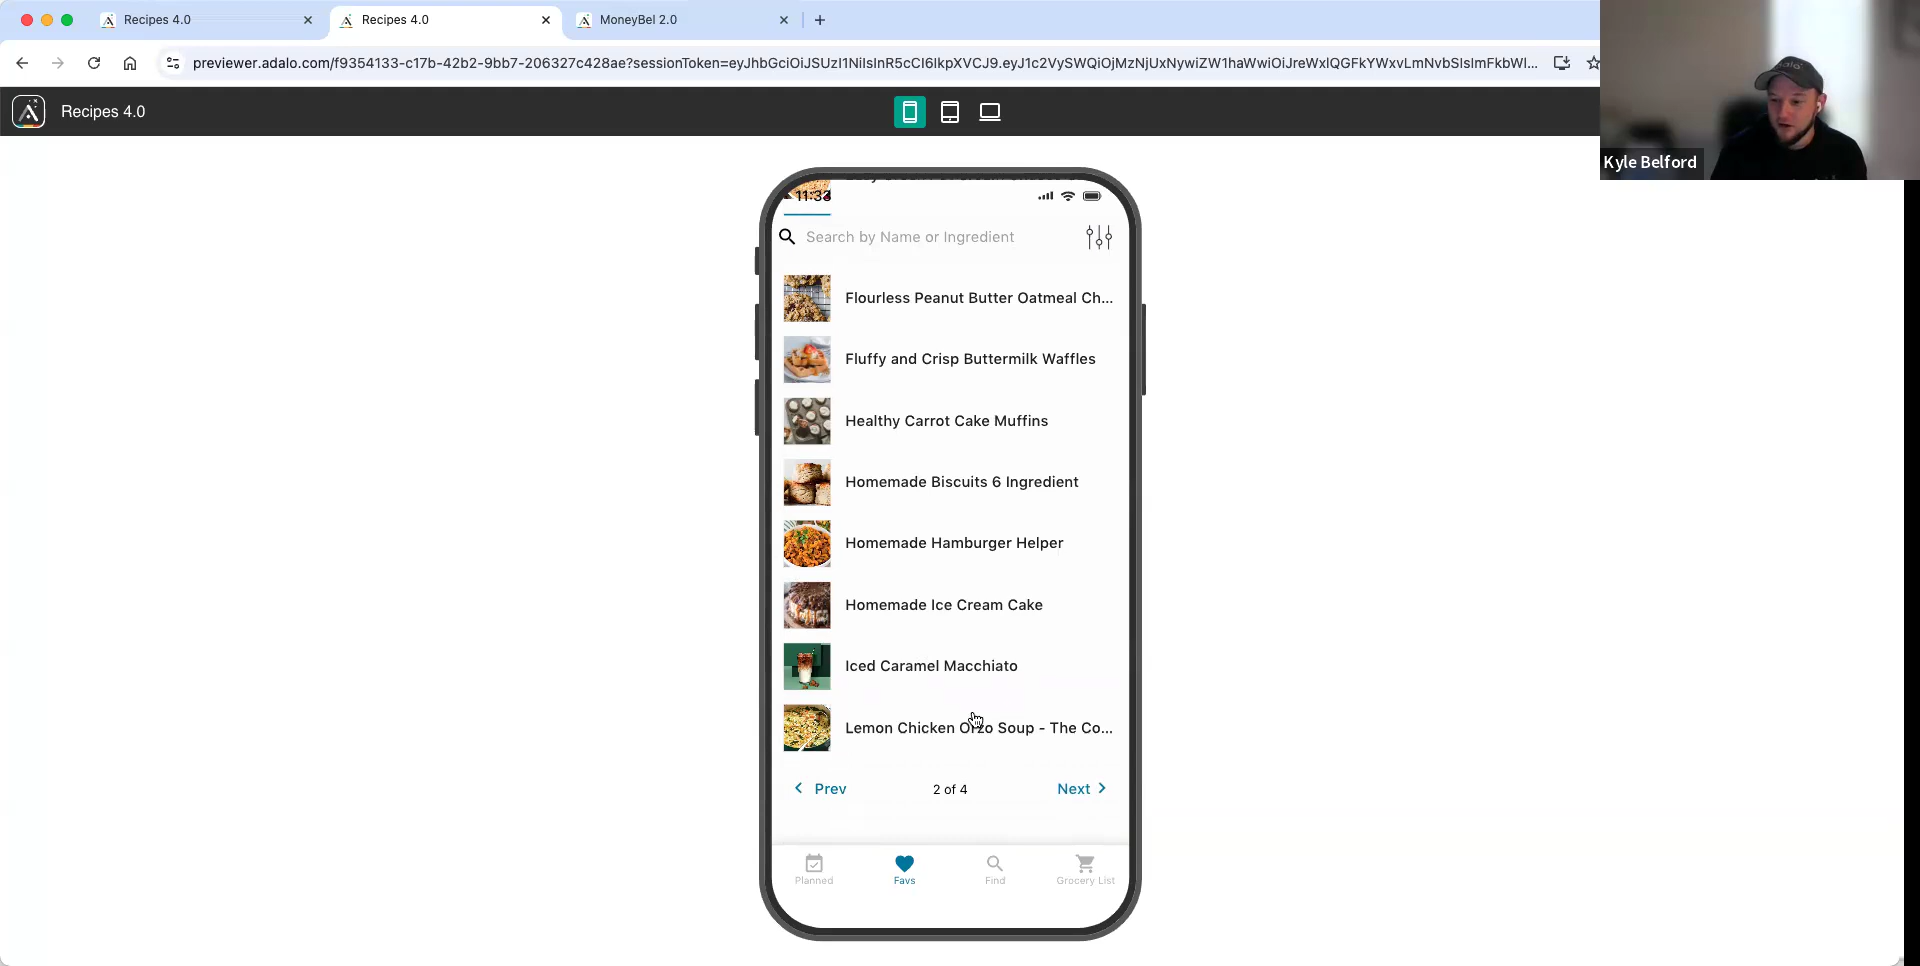 Recipes 4.0
Recipes 4.0
MoneyBel 2.0
previewer.adalo.com/f9354133-c17b-42b2-9bb7-206327c428ae?sessionToken=eyJhbGciOiJSUzI1NiIsInR5cCI6IkpXVCJ9.eyJ1c2VySWQiOjMzNjUxNywiZW1haWwiOiJreWxlQGFkYWxvLmNvbSIsImFkbWl...
Recipes 4.0
Kyle Belford
11:33
Search by Name or Ingredient
Flourless Peanut Butter Oatmeal Ch...
Fluffy and Crisp Buttermilk Waffles
Healthy Carrot Cake Muffins
Homemade Biscuits 6 Ingredient
Homemade Hamburger Helper
Homemade Ice Cream Cake
Iced Caramel Macchiato
Lemon Chicken Orzo Soup - The Co...
Prev
2 of 4
Next
Planned
Favs
Find
Grocery List